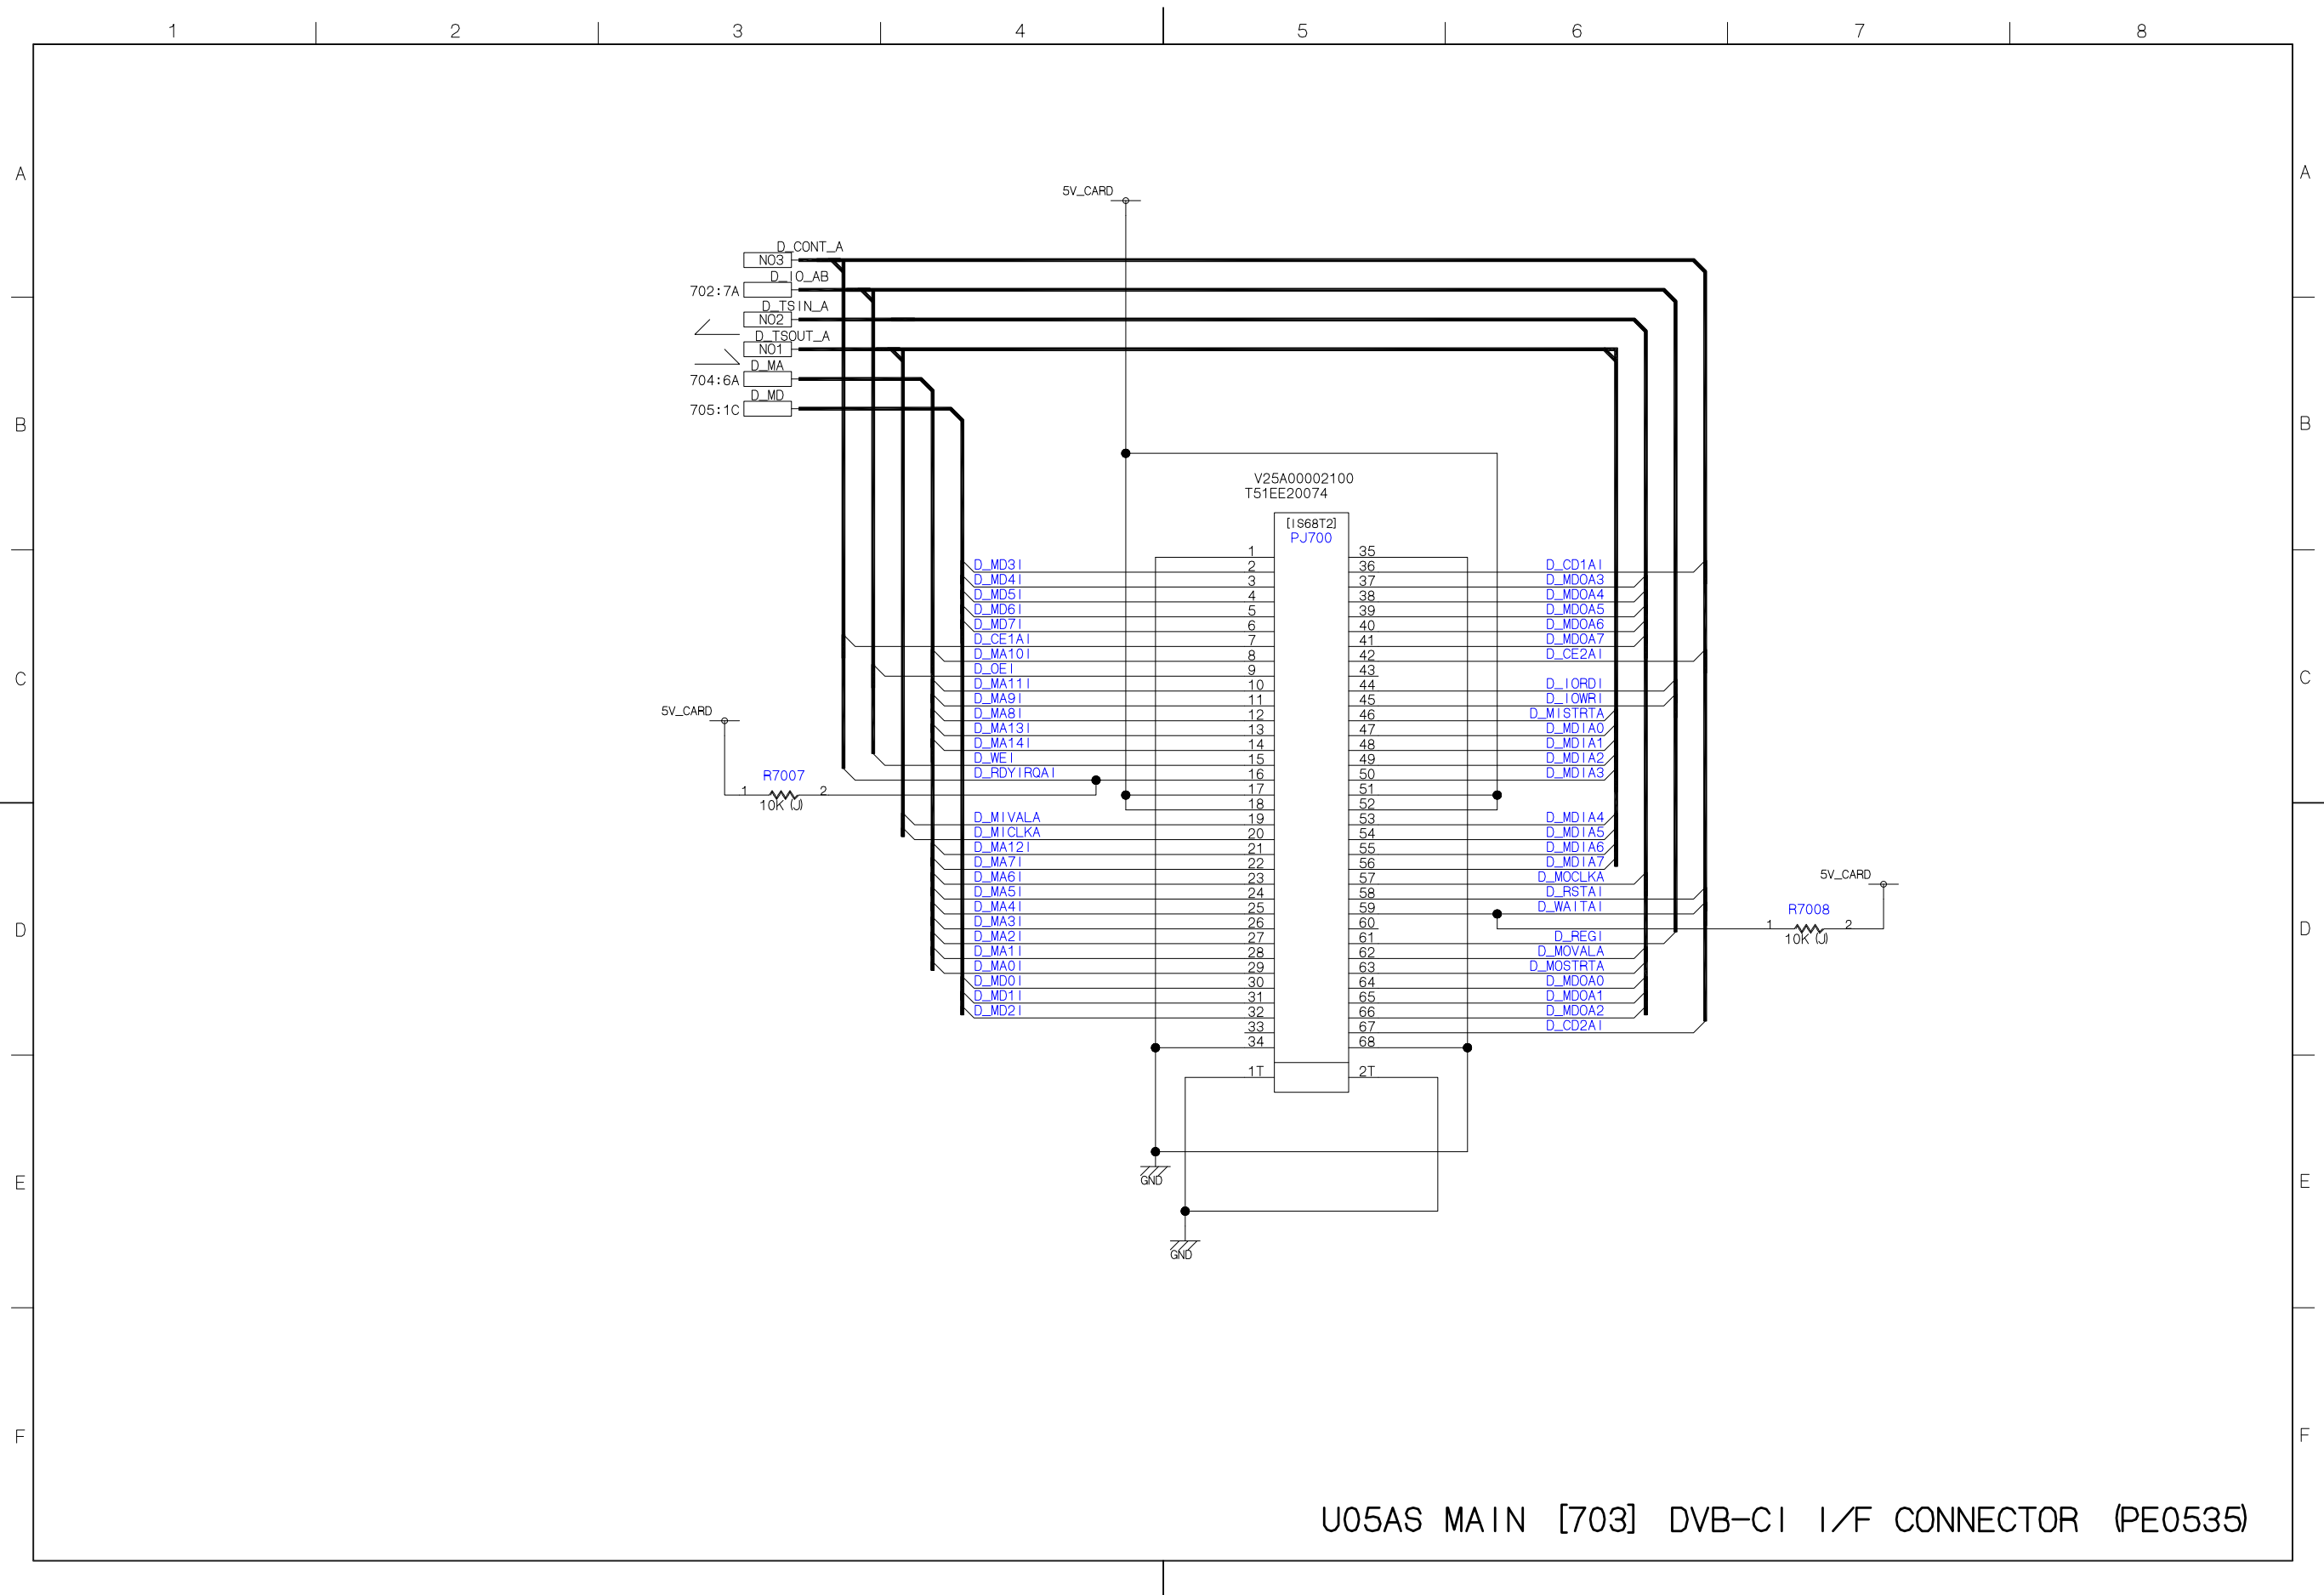 1 2 3 4 5 6 7 8
A A
5V_CARD
D_CONT_A
NO3
D_IO_AB
702:7A
D_TSIN_A
NO2
D_TSOUT_A
NO1
D_MA
704:6A
D_MD
705:1C
B B
V25A00002100
T51EE20074
[IS68T2]
PJ700
1 35
D_MD3I 2 36 D_CD1AI
D_MD4I 3 37 D_MDOA3
D_MD5I 4 38 D_MDOA4
D_MD6I 5 39 D_MDOA5
D_MD7I 6 40 D_MDOA6
D_CE1AI 7 41 D_MDOA7
D_MA10I 8 42 D_CE2AI
D_OEI 9 43
C C
D_MA11I 10 44 D_IORDI
D_MA9I 11 45 D_IOWRI
5V_CARD
D_MA8I 12 46 D_MISTRTA
D_MA13I 13 47 D_MDIA0
D_MA14I 14 48 D_MDIA1
D_WEI 15 49 D_MDIA2
D_RDYIRQAI 16 50 D_MDIA3
R7007
1 2 17 51
10K (J)
18 52
D_MIVALA 19 53 D_MDIA4
D_MICLKA 20 54 D_MDIA5
D_MA12I 21 55 D_MDIA6
D_MA7I 22 56 D_MDIA7
D_MA6I 23 57 D_MOCLKA
5V_CARD
D_MA5I 24 58 D_RSTAI
D_MA4I 25 59 D_WAITAI
R7008
D_MA3I 26 60
1 2
10K (J)
D D
D_MA2I 27 61 D_REGI
D_MA1I 28 62 D_MOVALA
D_MA0I 29 63 D_MOSTRTA
D_MD0I 30 64 D_MDOA0
D_MD1I 31 65 D_MDOA1
D_MD2I 32 66 D_MDOA2
33 67 D_CD2AI
34 68
1T 2T
GND
E E
GND
F F
U05AS MAIN [703] DVB-CI I/F CONNECTOR (PE0535)